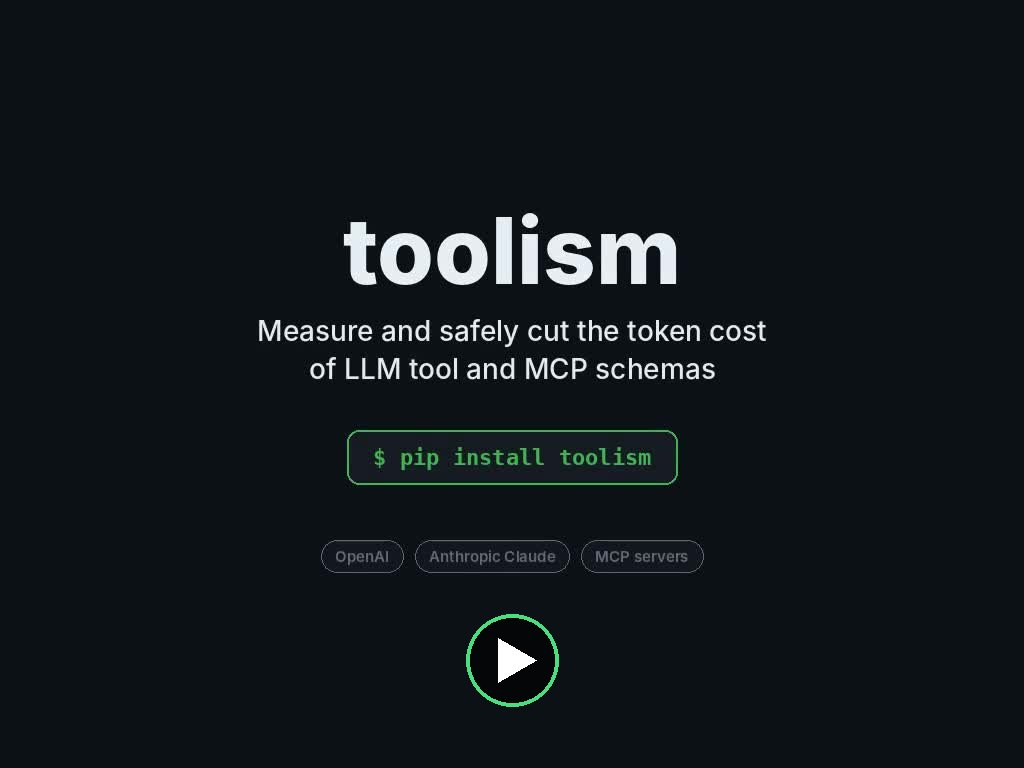 toolism
Measure and safely cut the token cost
of LLM tool and MCP schemas
$ pip install toolism
OpenAI
Anthropic Claude
MCP servers